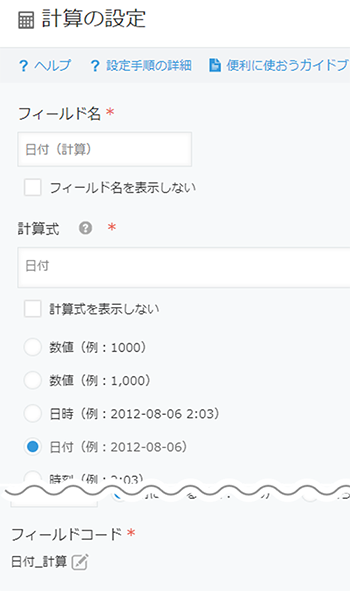 計算の設定
? ヘルプ ? 設定手順の詳細 便利に使おうガイドブ
フィールド名 *
日付（計算）
フィールド名を表示しない
計算式 ? *
日付
計算式を表示しない
数値（例：1000）
数値（例：1,000）
日時（例：2012-08-06 2:03）
日付（例：2012-08-06）
時刻（例：2:03）
フィールドコード *
日付_計算